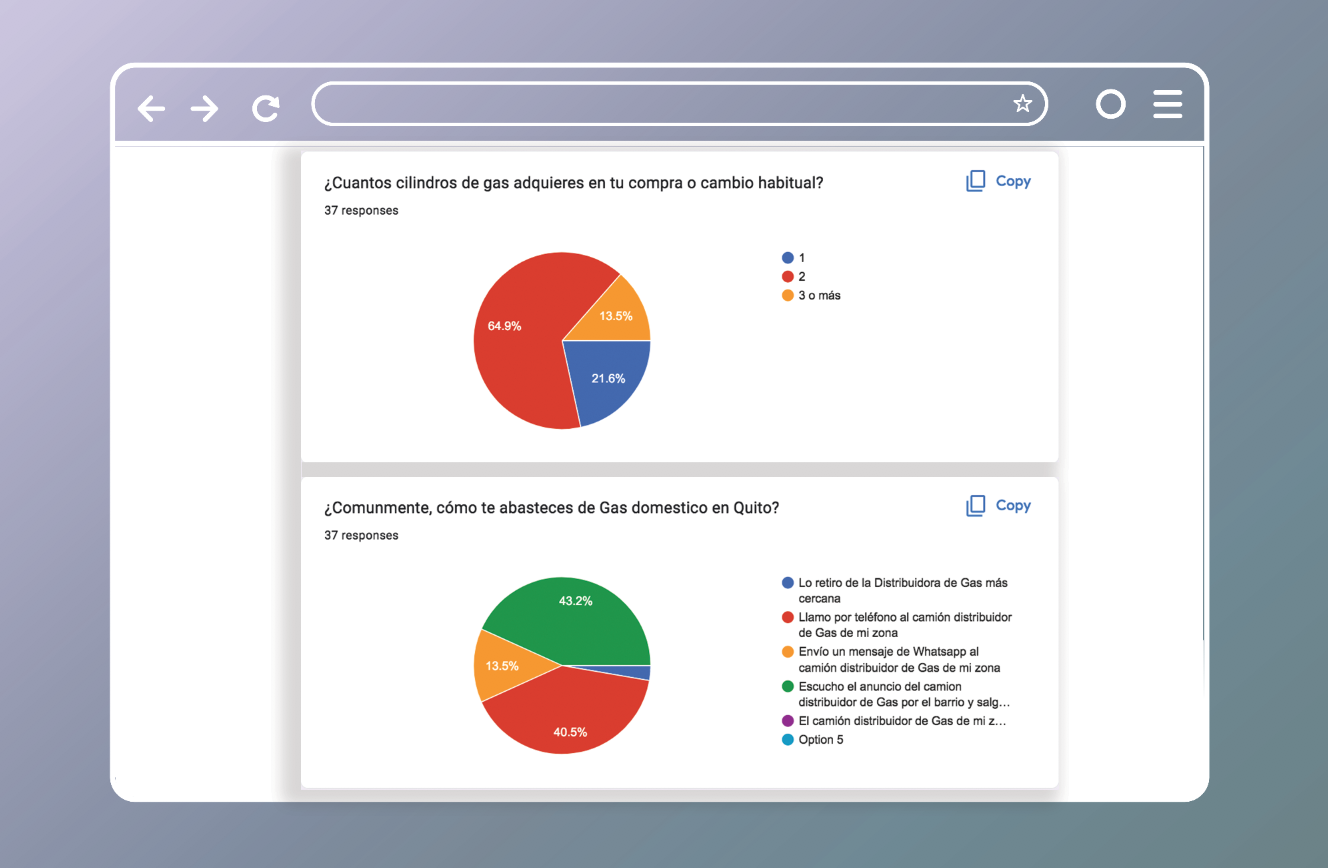 ¿Cuantos cilindros de gas adquieres en tu compra o cambio habitual?
Copy
37 responses
1
2
3 o más
64.9%
13.5%
21.6%
¿Comunmente, cómo te abasteces de Gas domestico en Quito?
Copy
37 responses
43.2%
13.5%
40.5%
Lo retiro de la Distribuidora de Gas más
cercana
Llamo por teléfono al camión distribuidor
de Gas de mi zona
Envío un mensaje de Whatsapp al
camión distribuidor de Gas de mi zona
Escucho el anuncio del camion
distribuidor de Gas por el barrio y salg…
El camión distribuidor de Gas de mi z…
Option 5